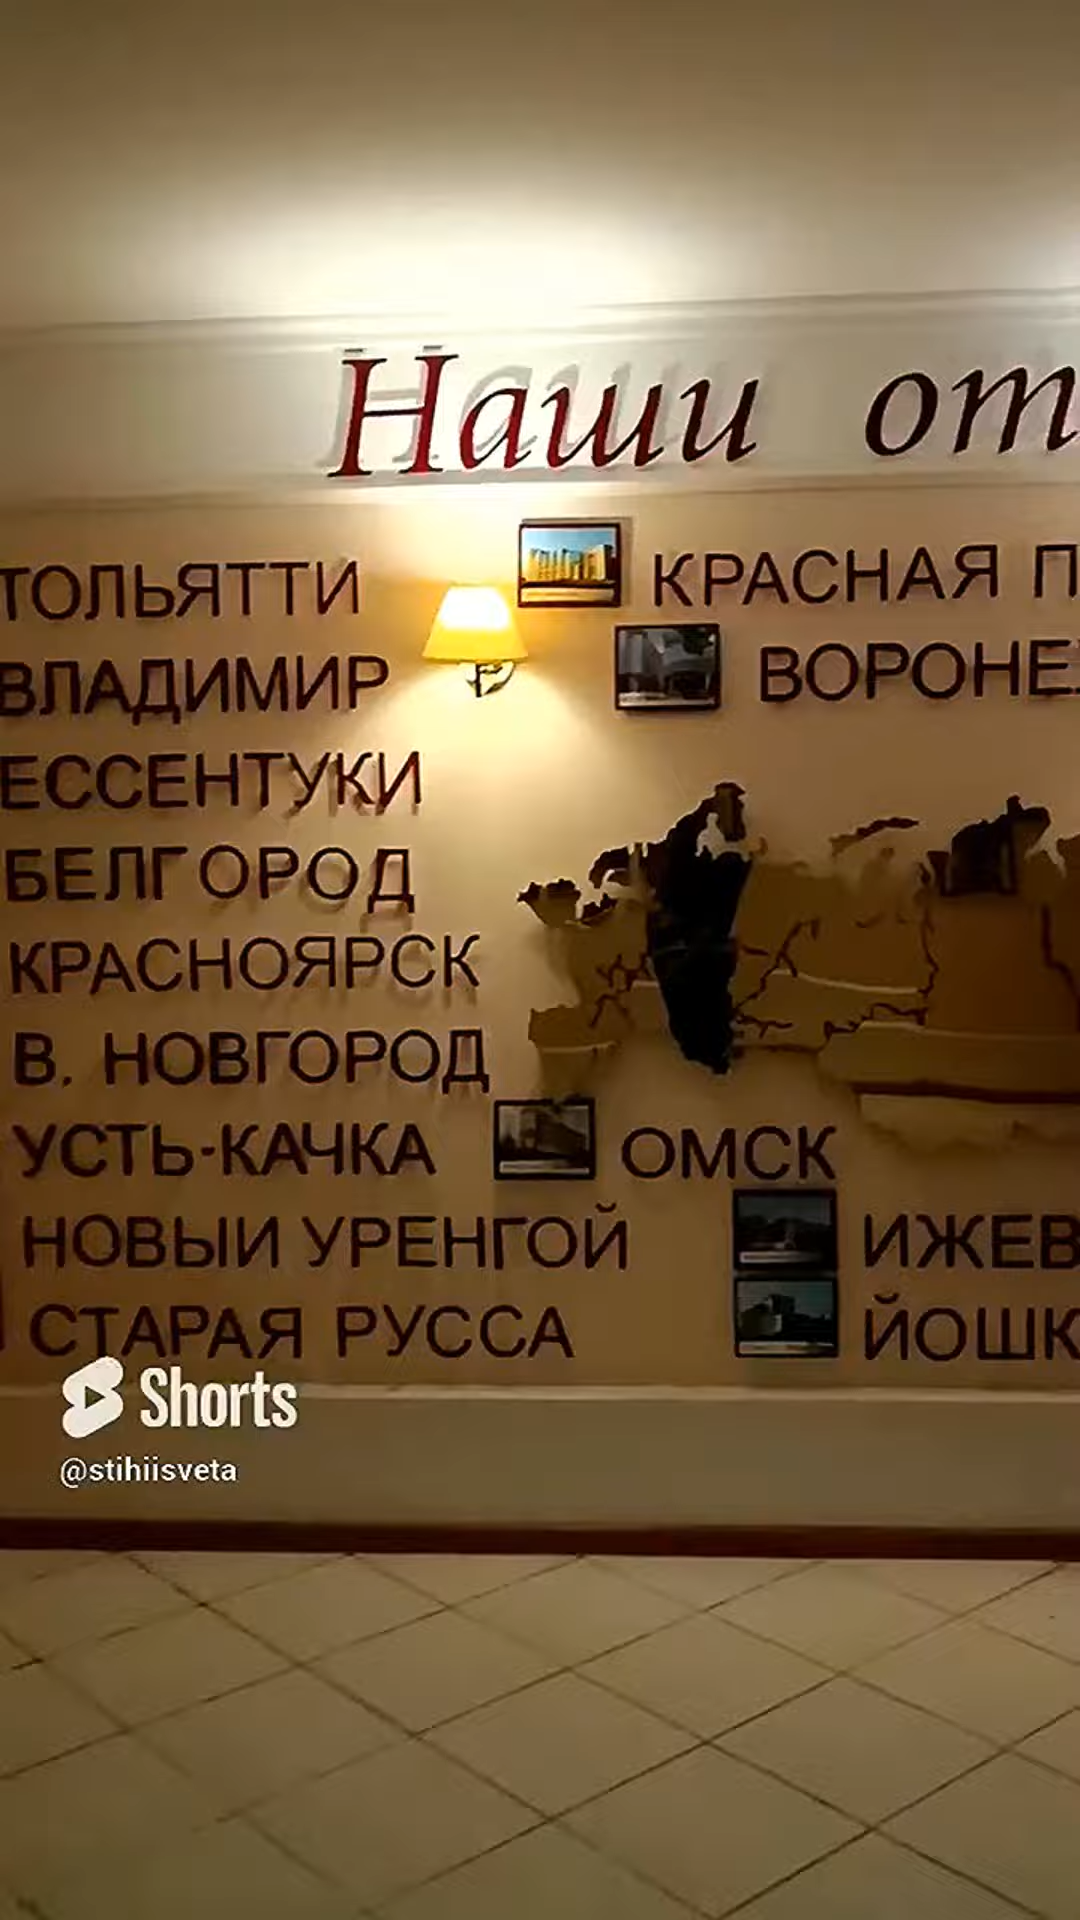 Наши от
ТОЛЬЯТТИ
КРАСНАЯ П
ВЛАДИМИР
ВОРОНЕЖ
ЕССЕНТУКИ
БЕЛГОРОД
КРАСНОЯРСК
В. НОВГОРОД
УСТЬ-КАЧКА
ОМСК
НОВЫЙ УРЕНГОЙ
ИЖЕВ
СТАРАЯ РУССА
ЙОШК
Shorts
@stihiisveta